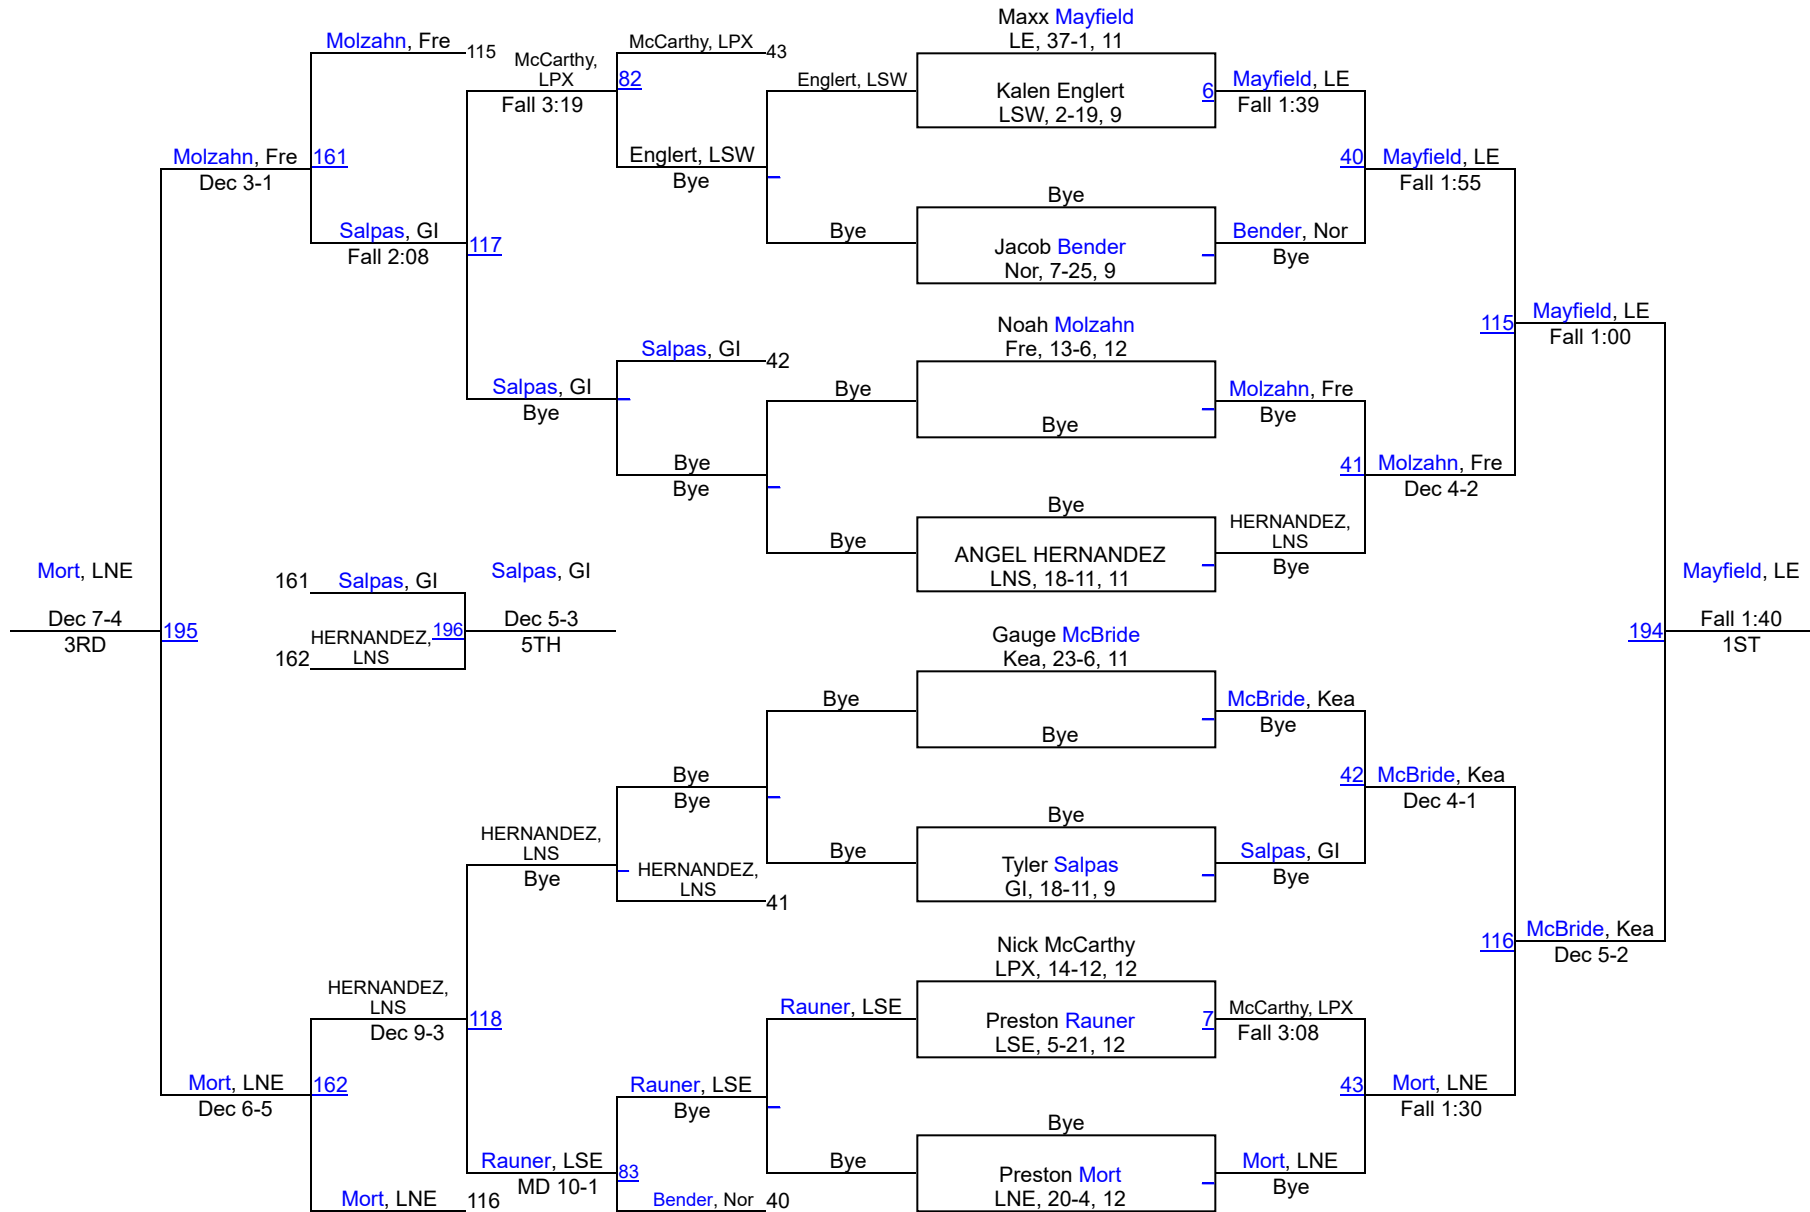 Maxx Mayfield
LE, 37-1, 11
Molzahn, Fre
115
McCarthy, LPX
43
McCarthy,
LPX
Fall 3:19
82
Englert, LSW
Kalen Englert
LSW, 2-19, 9
6
Mayfield, LE
Fall 1:39
Molzahn, Fre
Dec 3-1
161
Englert, LSW
Bye
40
Mayfield, LE
Fall 1:55
Bye
Salpas, GI
Fall 2:08
117
Bye
Jacob Bender
Nor, 7-25, 9
Bender, Nor
Bye
Noah Molzahn
Fre, 13-6, 12
115
Mayfield, LE
Fall 1:00
Salpas, GI
42
Salpas, GI
Bye
Bye
Bye
Molzahn, Fre
Bye
Bye
Bye
41
Molzahn, Fre
Dec 4-2
Bye
Bye
ANGEL HERNANDEZ
LNS, 18-11, 11
HERNANDEZ,
LNS
Bye
Mort, LNE
Dec 7-4
3RD
195
161
Salpas, GI
162
HERNANDEZ,
LNS
196
Salpas, GI
Dec 5-3
5TH
Mayfield, LE
194
Fall 1:40
1ST
Gauge McBride
Kea, 23-6, 11
Bye
Bye
McBride, Kea
Bye
Bye
Bye
42
McBride, Kea
Dec 4-1
Bye
HERNANDEZ,
LNS
Bye
HERNANDEZ,
LNS
41
Bye
Tyler Salpas
GI, 18-11, 9
Salpas, GI
Bye
116
McBride, Kea
Dec 5-2
Nick McCarthy
LPX, 14-12, 12
HERNANDEZ,
LNS
Dec 9-3
118
Rauner, LSE
Preston Rauner
LSE, 5-21, 12
7
McCarthy, LPX
Fall 3:08
Mort, LNE
Dec 6-5
162
Rauner, LSE
Bye
43
Mort, LNE
Fall 1:30
Bye
Rauner, LSE
MD 10-1
83
Bye
Preston Mort
LNE, 20-4, 12
Mort, LNE
Bye
Mort, LNE
116
Bender, Nor
40